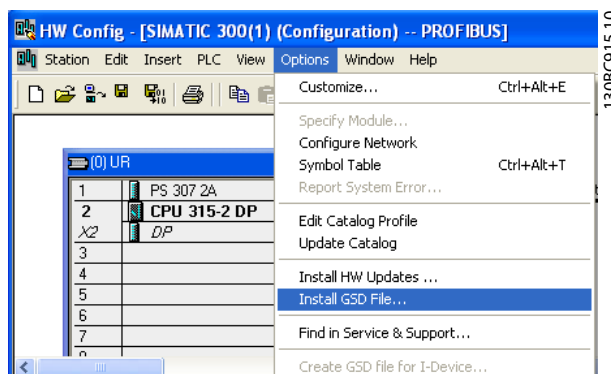 HW Config - [SIMATIC 300(1) (Configuration) -- PROFIBUS]
Station Edit Insert PLC View Options Window Help
Customize... Ctrl+Alt+E
Specify Module...
Configure Network
Symbol Table Ctrl+Alt+T
Report System Error...
Edit Catalog Profile
Update Catalog
Install HW Updates ...
Install GSD File...
Find in Service & Support...
Create GSD file for I-Device...
(0) UR
1 PS 307 2A
2 CPU 315-2 DP
X2 DP
3
4
5
6
7
130BC915.10